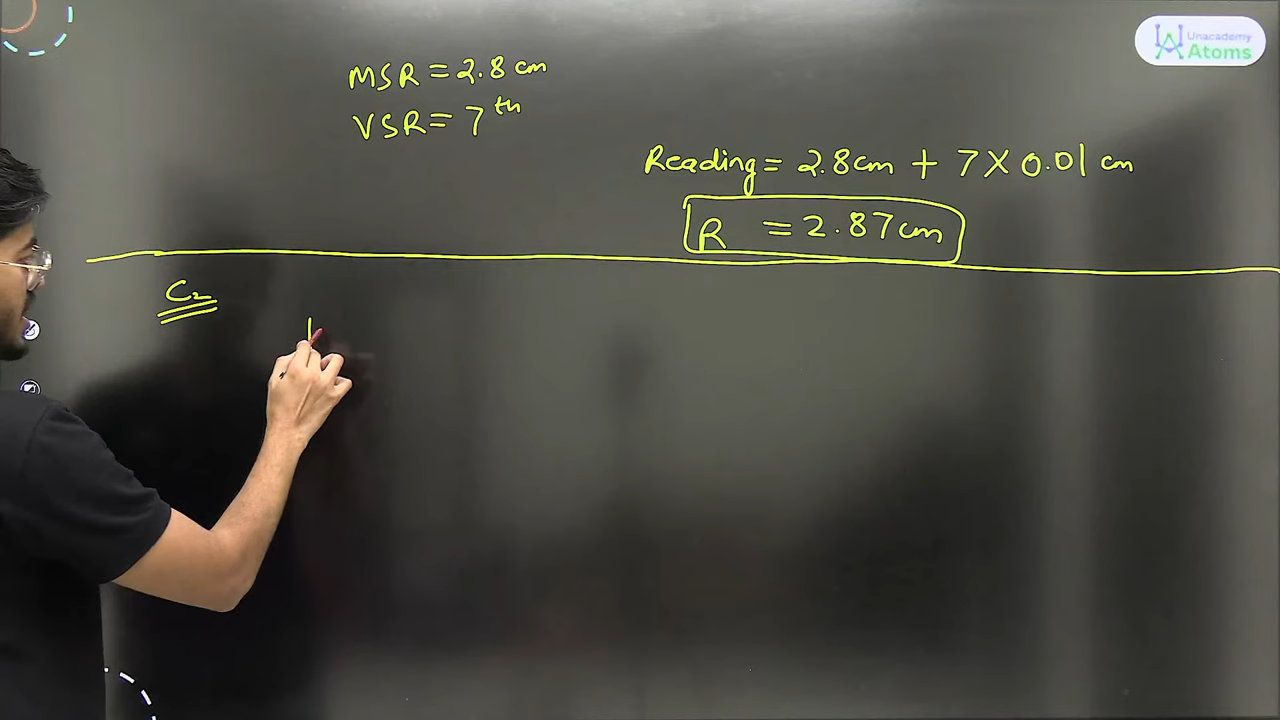 Unacademy
Atoms
MSR = 2.8 cm
VSR = 7th
Reading = 2.8cm + 7 X 0.01 cm
R = 2.87cm
C2